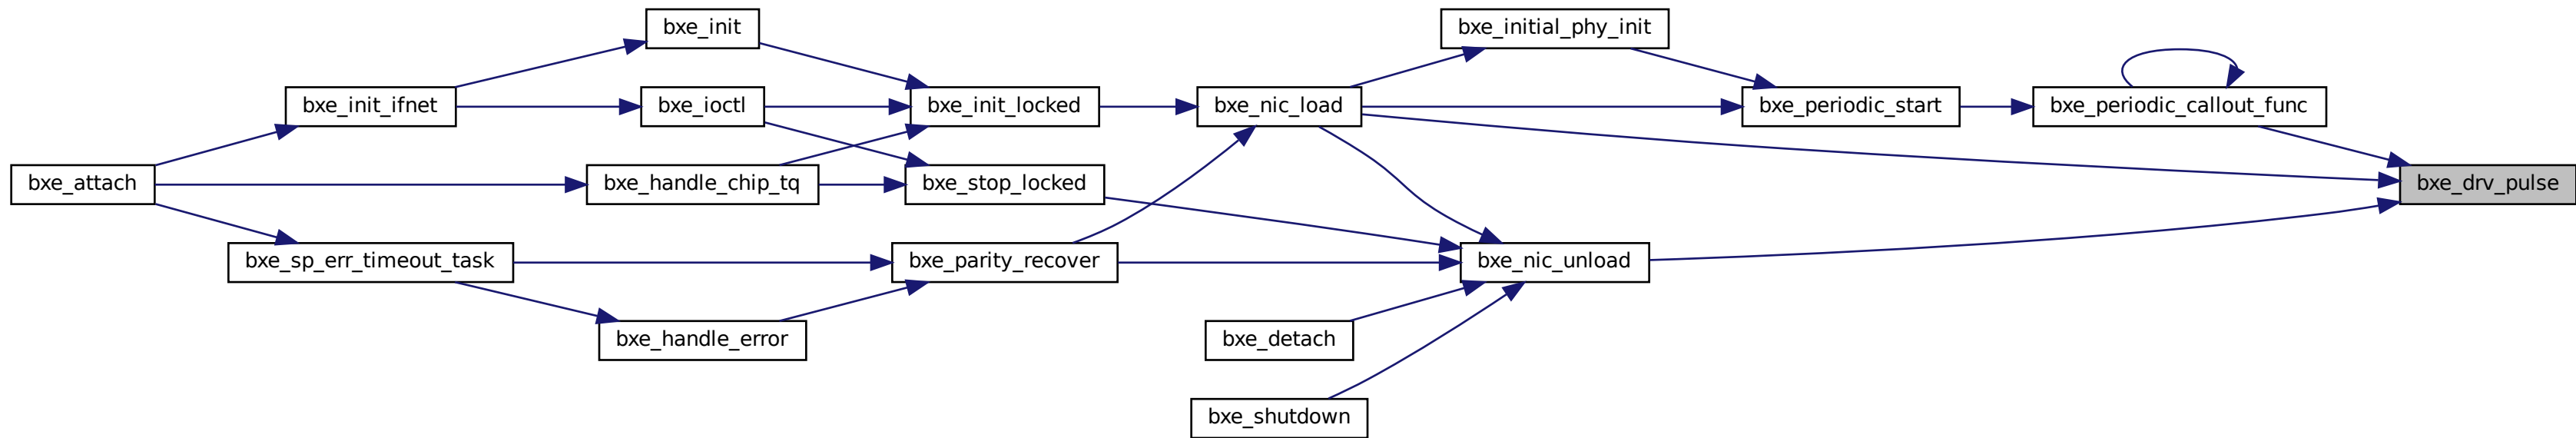 bxe_init
bxe_initial_phy_init
bxe_init_ifnet
bxe_ioctl
bxe_init_locked
bxe_nic_load
bxe_periodic_start
bxe_periodic_callout_func
bxe_attach
bxe_handle_chip_tq
bxe_stop_locked
bxe_drv_pulse
bxe_sp_err_timeout_task
bxe_parity_recover
bxe_nic_unload
bxe_handle_error
bxe_detach
bxe_shutdown